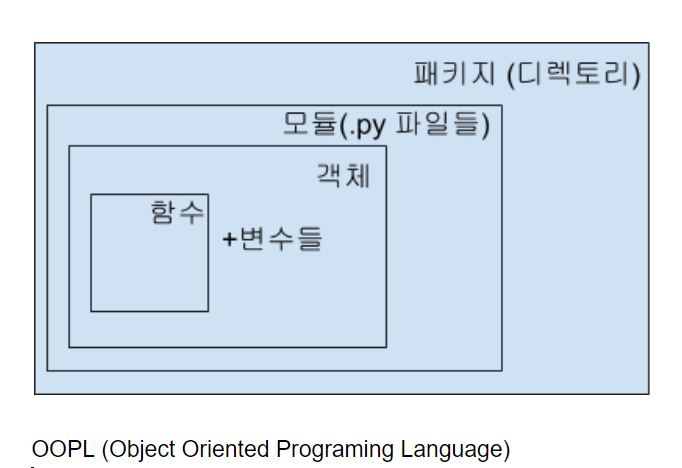 패키지 (디렉토리)
모듈(.py 파일들)
객체
함수
+변수들
OOPL (Object Oriented Programing Language)